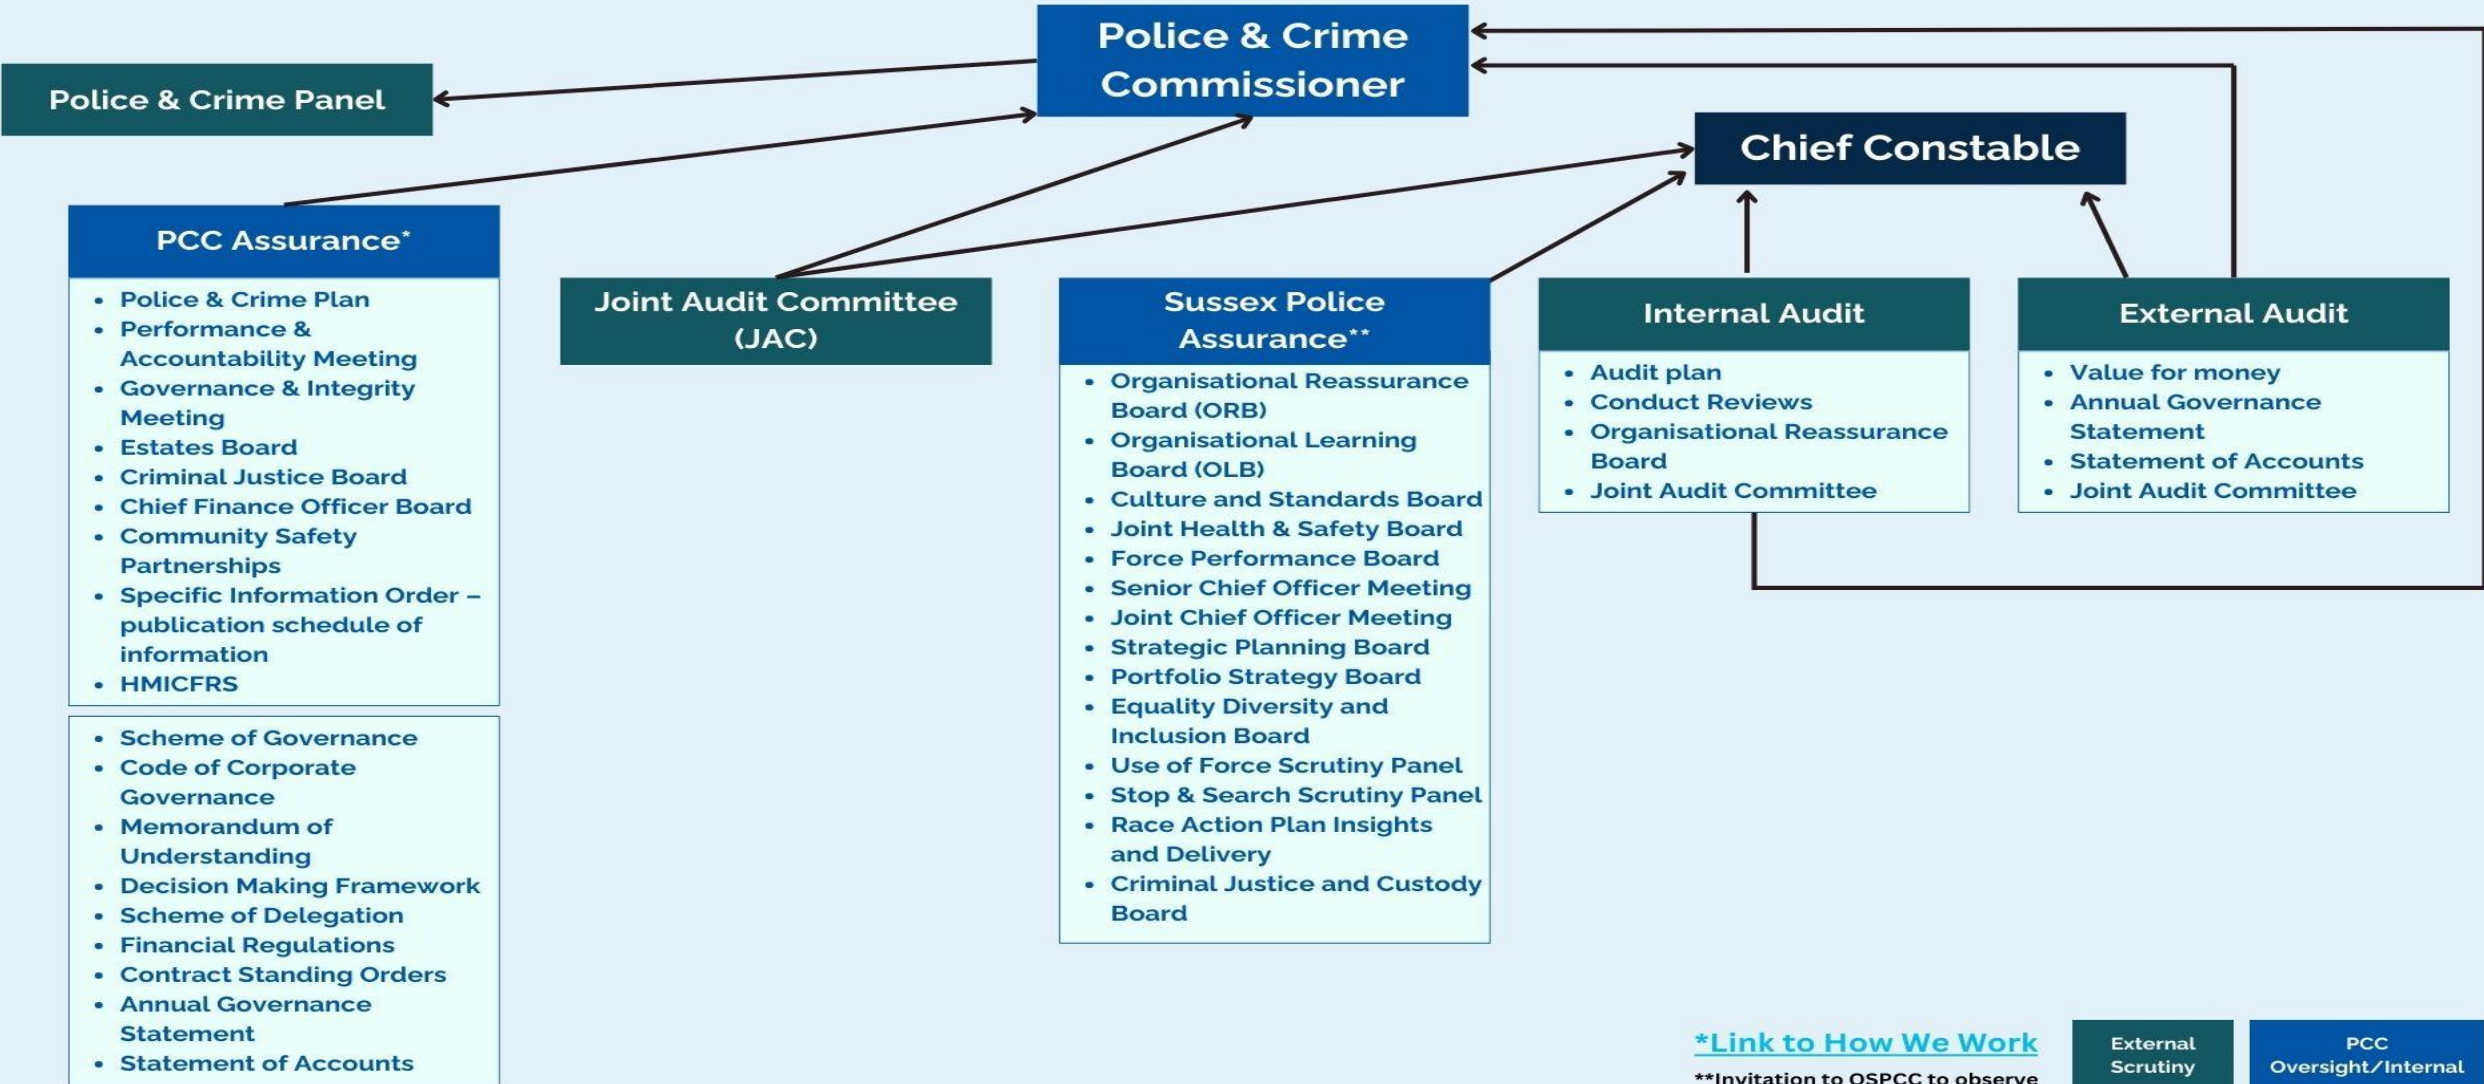 Police & Crime
Commissioner
Police & Crime Panel
Chief Constable
PCC Assurance*
• Police & Crime Plan
• Performance &
Accountability Meeting
• Governance & Integrity
Meeting
• Estates Board
• Criminal Justice Board
• Chief Finance Officer Board
• Community Safety
Partnerships
• Specific Information Order –
publication schedule of
information
• HMICFRS
• Scheme of Governance
• Code of Corporate
Governance
• Memorandum of
Understanding
• Decision Making Framework
• Scheme of Delegation
• Financial Regulations
• Contract Standing Orders
• Annual Governance
Statement
• Statement of Accounts
Joint Audit Committee
(JAC)
Sussex Police
Assurance**
• Organisational Reassurance
Board (ORB)
• Organisational Learning
Board (OLB)
• Culture and Standards Board
• Joint Health & Safety Board
• Force Performance Board
• Senior Chief Officer Meeting
• Joint Chief Officer Meeting
• Strategic Planning Board
• Portfolio Strategy Board
• Equality Diversity and
Inclusion Board
• Use of Force Scrutiny Panel
• Stop & Search Scrutiny Panel
• Race Action Plan Insights
and Delivery
• Criminal Justice and Custody
Board
Internal Audit
• Audit plan
• Conduct Reviews
• Organisational Reassurance
Board
• Joint Audit Committee
External Audit
• Value for money
• Annual Governance
Statement
• Statement of Accounts
• Joint Audit Committee
*Link to How We Work
**Invitation to OSPCC to observe
External
Scrutiny
PCC
Oversight/Internal